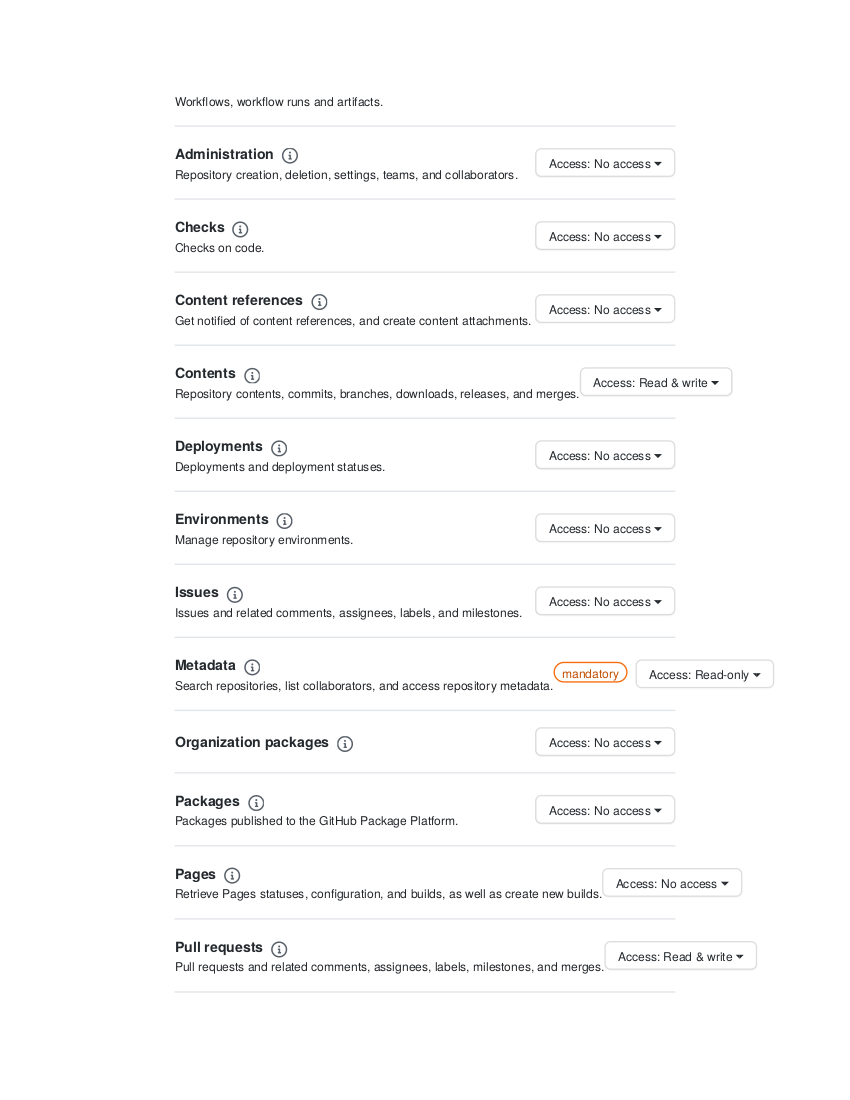 Workflows, workflow runs and artifacts.
Administration
Repository creation, deletion, settings, teams, and collaborators.
Access: No access
Checks
Checks on code.
Access: No access
Content references
Get notified of content references, and create content attachments.
Access: No access
Contents
Repository contents, commits, branches, downloads, releases, and merges.
Access: Read & write
Deployments
Deployments and deployment statuses.
Access: No access
Environments
Manage repository environments.
Access: No access
Issues
Issues and related comments, assignees, labels, and milestones.
Access: No access
Metadata
Search repositories, list collaborators, and access repository metadata.
mandatory
Access: Read-only
Organization packages
Access: No access
Packages
Packages published to the GitHub Package Platform.
Access: No access
Pages
Retrieve Pages statuses, configuration, and builds, as well as create new builds.
Access: No access
Pull requests
Pull requests and related comments, assignees, labels, milestones, and merges.
Access: Read & write